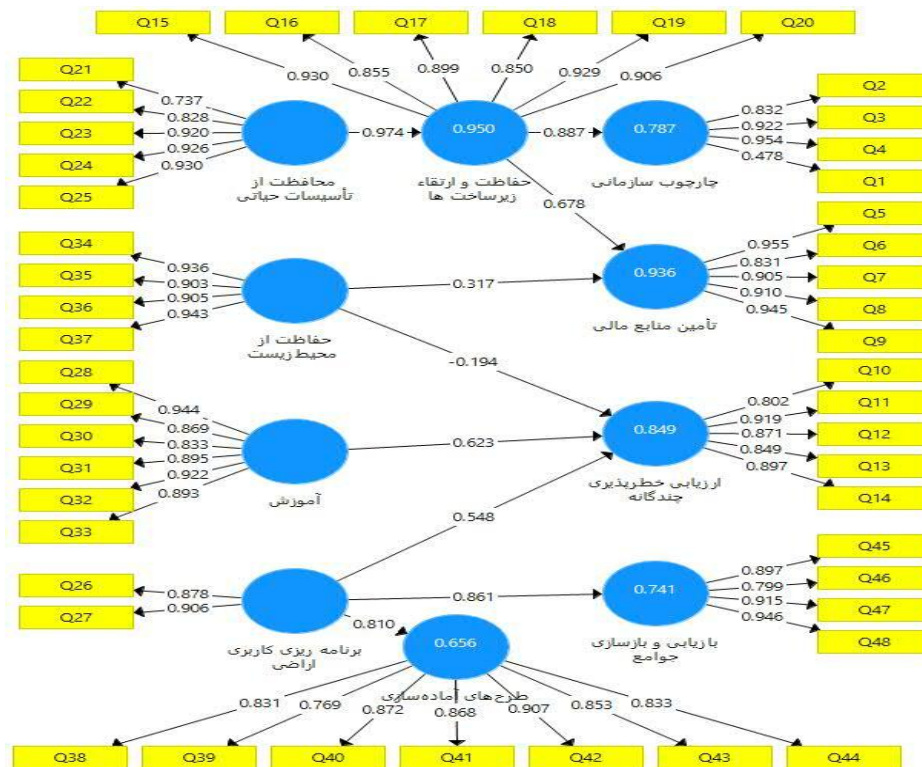 Q15
Q16
Q17
Q18
Q19
Q20
0.930
0.855
0.899
0.850
0.929
0.906
Q21
Q22
Q23
Q24
Q25
0.737
0.828
0.920
0.926
0.930
0.974
0.950
0.887
0.787
0.832
0.922
0.954
0.478
Q2
Q3
Q4
Q1
محافظت از
تأسیسات حیاتی
حفاظت و ارتقاء
زیرساخت ها
چارچوب سازمانی
0.678
Q34
Q35
Q36
Q37
0.936
0.903
0.905
0.943
0.317
0.936
0.955
0.831
0.905
0.910
0.945
Q5
Q6
Q7
Q8
Q9
حفاظت از
محیط زیست
تأمین منابع مالی
-0.194
Q28
Q29
Q30
Q31
Q32
Q33
0.944
0.869
0.833
0.895
0.922
0.893
0.623
0.849
0.802
0.919
0.871
0.849
0.897
Q10
Q11
Q12
Q13
Q14
آموزش
ارزیابی خطرپذیری
چندگانه
0.548
Q26
Q27
0.878
0.906
0.861
0.741
0.897
0.799
0.915
0.946
Q45
Q46
Q47
Q48
0.810
0.656
برنامه ریزی کاربری
اراضی
بازیابی و بازسازی
جوامع
طرح‌های آماده‌سازی
0.831
0.769
0.872
0.868
0.907
0.853
0.833
Q38
Q39
Q40
Q41
Q42
Q43
Q44